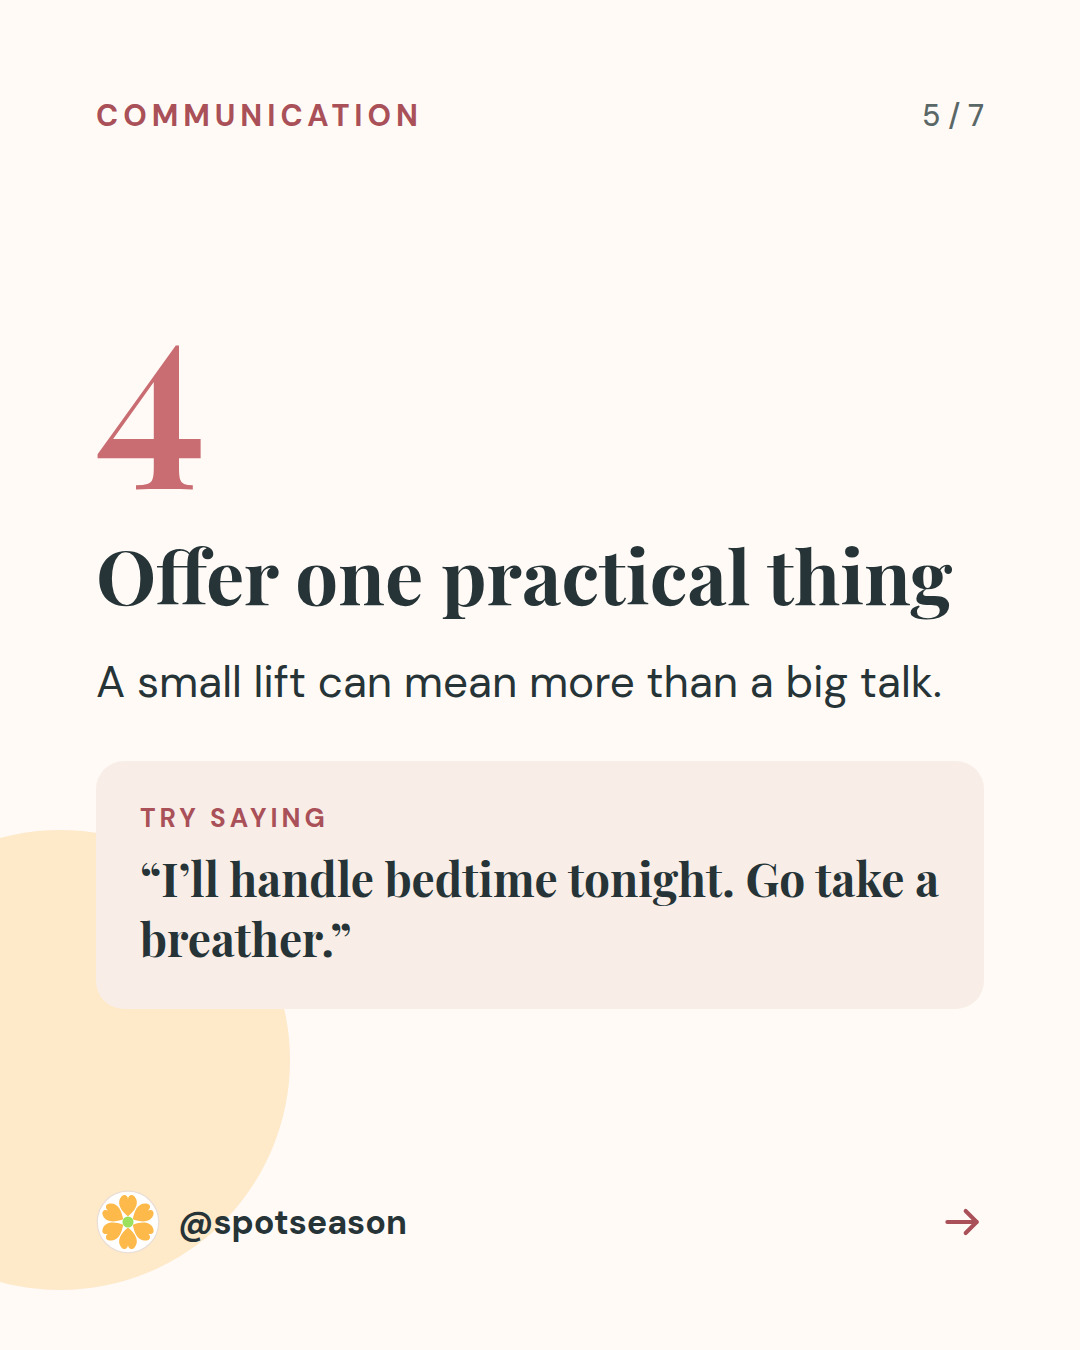 COMMUNICATION
5 / 7
4
Offer one practical thing
A small lift can mean more than a big talk.
TRY SAYING
“I’ll handle bedtime tonight. Go take a
breather.”
@spotseason